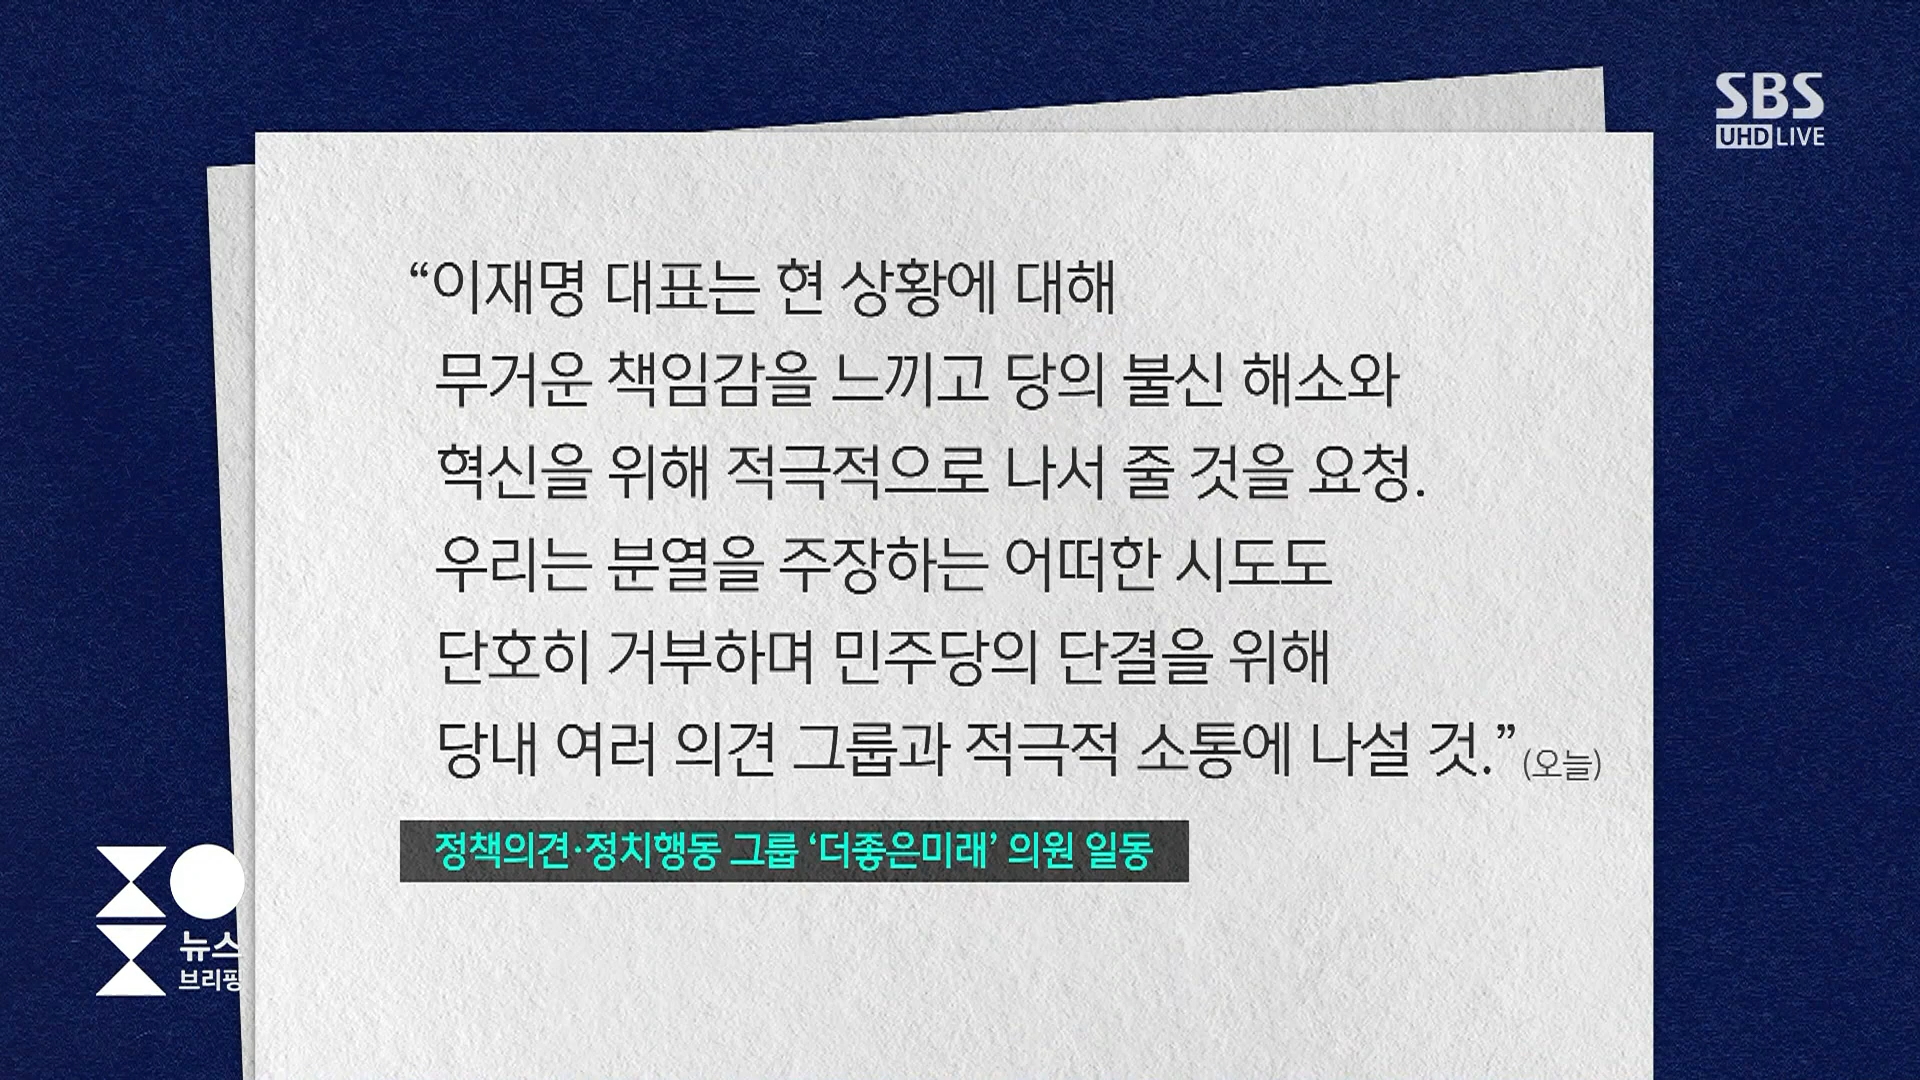 SBS
UHD LIVE
“이재명 대표는 현 상황에 대해
무거운 책임감을 느끼고 당의 불신 해소와
혁신을 위해 적극적으로 나서 줄 것을 요청.
우리는 분열을 주장하는 어떠한 시도도
단호히 거부하며 민주당의 단결을 위해
당내 여러 의견 그룹과 적극적 소통에 나설 것.” (오늘)
정책의견·정치행동 그룹 ‘더좋은미래’ 의원 일동
뉴스
브리핑